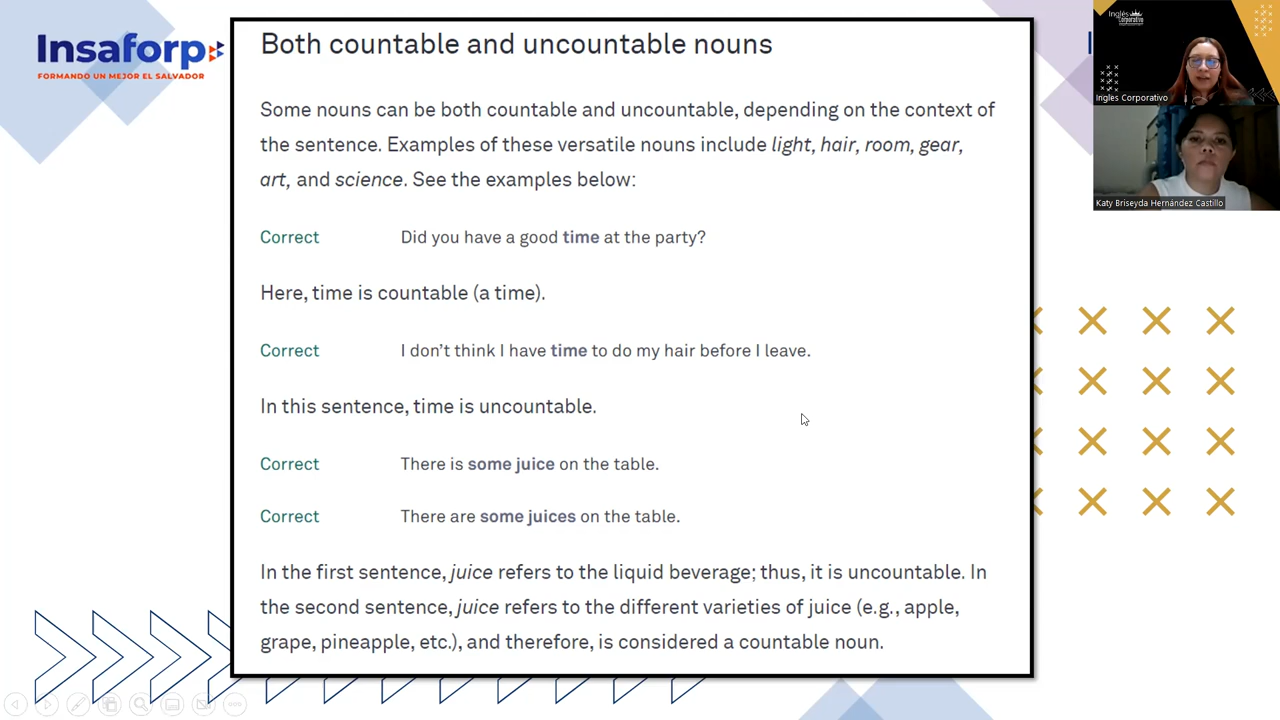 Insaforp
FORMANDO UN MEJOR EL SALVADOR
Both countable and uncountable nouns
Some nouns can be both countable and uncountable, depending on the context of
the sentence. Examples of these versatile nouns include light, hair, room, gear,
art, and science. See the examples below:
Correct Did you have a good time at the party?
Here, time is countable (a time).
Correct I don't think I have time to do my hair before I leave.
In this sentence, time is uncountable.
Correct There is some juice on the table.
Correct There are some juices on the table.
In the first sentence, juice refers to the liquid beverage; thus, it is uncountable. In
the second sentence, juice refers to the different varieties of juice (e.g., apple,
grape, pineapple, etc.), and therefore, is considered a countable noun.
Inglés
Corporativo
Ingles Corporativo
Katy Briseyda Hernández Castillo